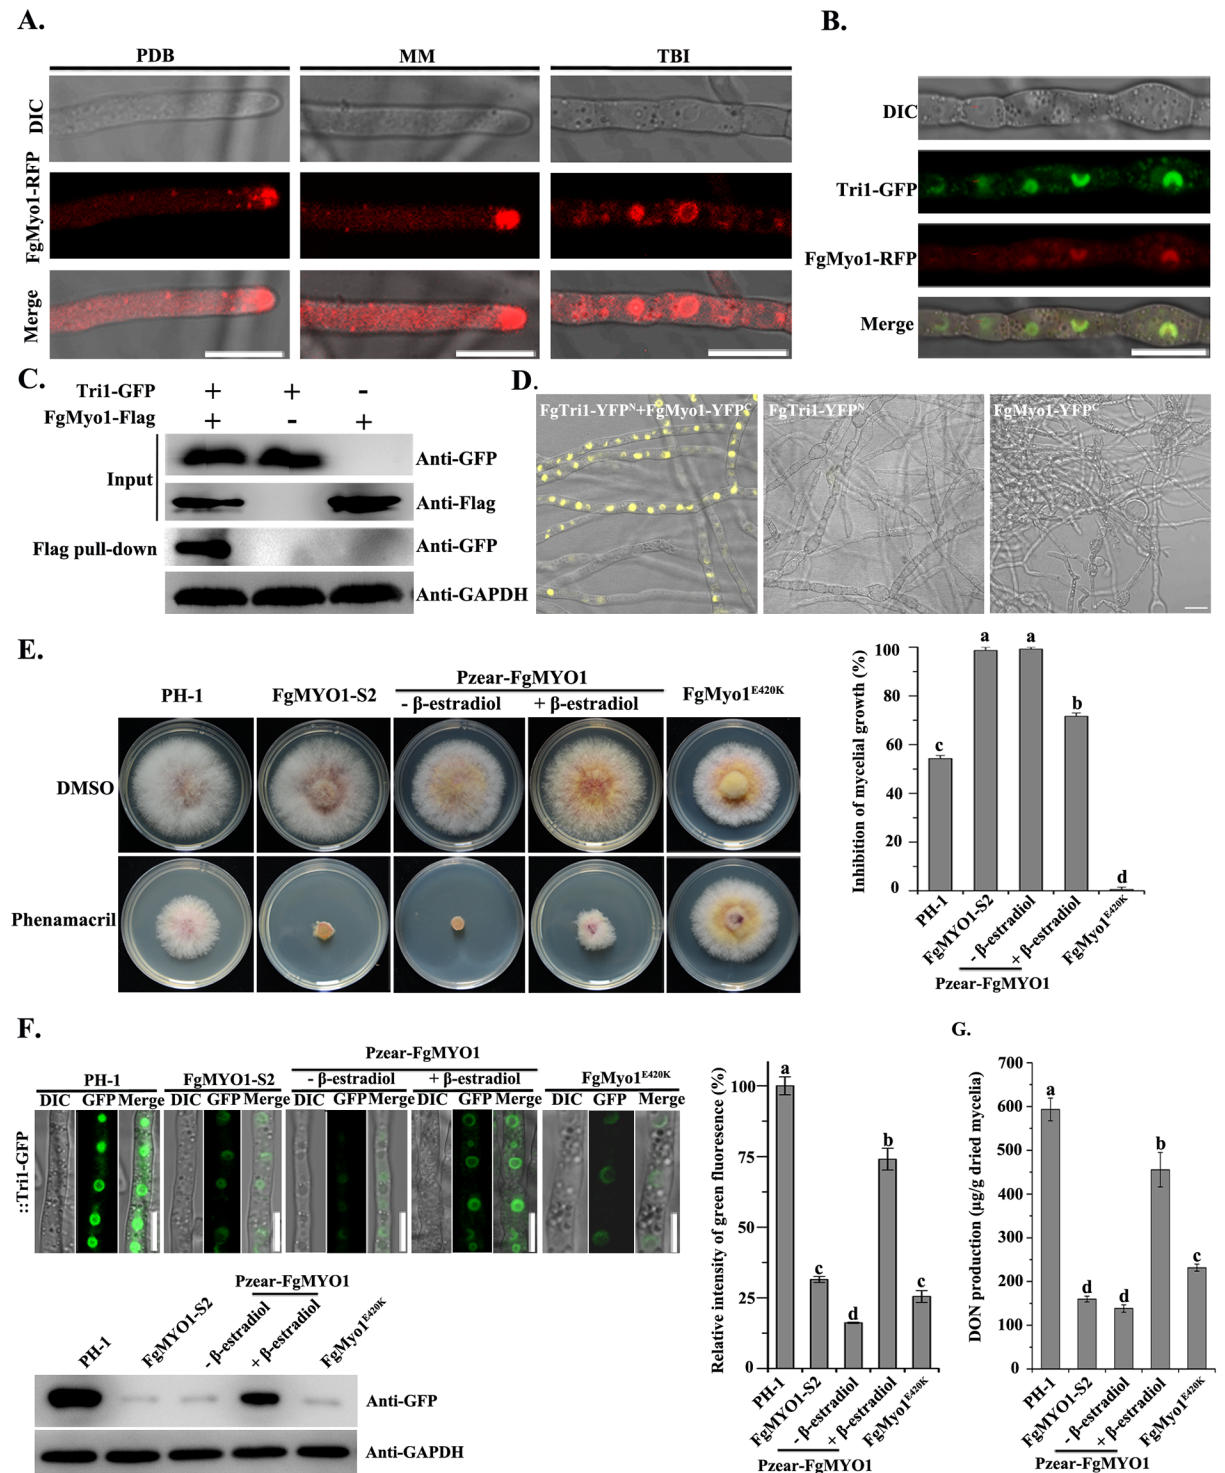 A.
PDB
MM
TBI
DIC
FgMyo1-RFP
Merge
B.
DIC
Tri1-GFP
FgMyo1-RFP
Merge
C.
Tri1-GFP + + -
FgMyo1-Flag + - +
Input
Anti-GFP
Anti-Flag
Flag pull-down
Anti-GFP
Anti-GAPDH
D.
FgTri1-YFPᴺ+FgMyo1-YFPᶜ
FgTri1-YFPᴺ
FgMyo1-YFPᶜ
E.
PH-1
FgMYO1-S2
Pzear-FgMYO1
- β-estradiol
+ β-estradiol
FgMyo1ᴱ⁴²⁰ᴷ
DMSO
Phenamacril
Inhibition of mycelial growth (%)
100
80
60
40
20
0
c
a
a
b
d
PH-1
FgMYO1-S2
- β-estradiol
+ β-estradiol
FgMyo1ᴱ⁴²⁰ᴷ
Pzear-FgMYO1
F.
Pzear-FgMYO1
PH-1
FgMYO1-S2
- β-estradiol
+ β-estradiol
FgMyo1ᴱ⁴²⁰ᴷ
DIC GFP Merge DIC GFP Merge DIC GFP Merge DIC GFP Merge DIC GFP Merge
::Tri1-GFP
Pzear-FgMYO1
PH-1
FgMYO1-S2
- β-estradiol
+ β-estradiol
FgMyo1ᴱ⁴²⁰ᴷ
Anti-GFP
Anti-GAPDH
Relative intensity of green fluoresence (%)
100
75
50
25
0
a
c
d
b
c
PH-1
FgMYO1-S2
- β-estradiol
+ β-estradiol
FgMyo1ᴱ⁴²⁰ᴷ
Pzear-FgMYO1
G.
DON production (µg/g dried mycelia)
700
600
500
400
300
200
100
0
a
d
d
b
c
PH-1
FgMYO1-S2
- β-estradiol
+ β-estradiol
FgMyo1ᴱ⁴²⁰ᴷ
Pzear-FgMYO1